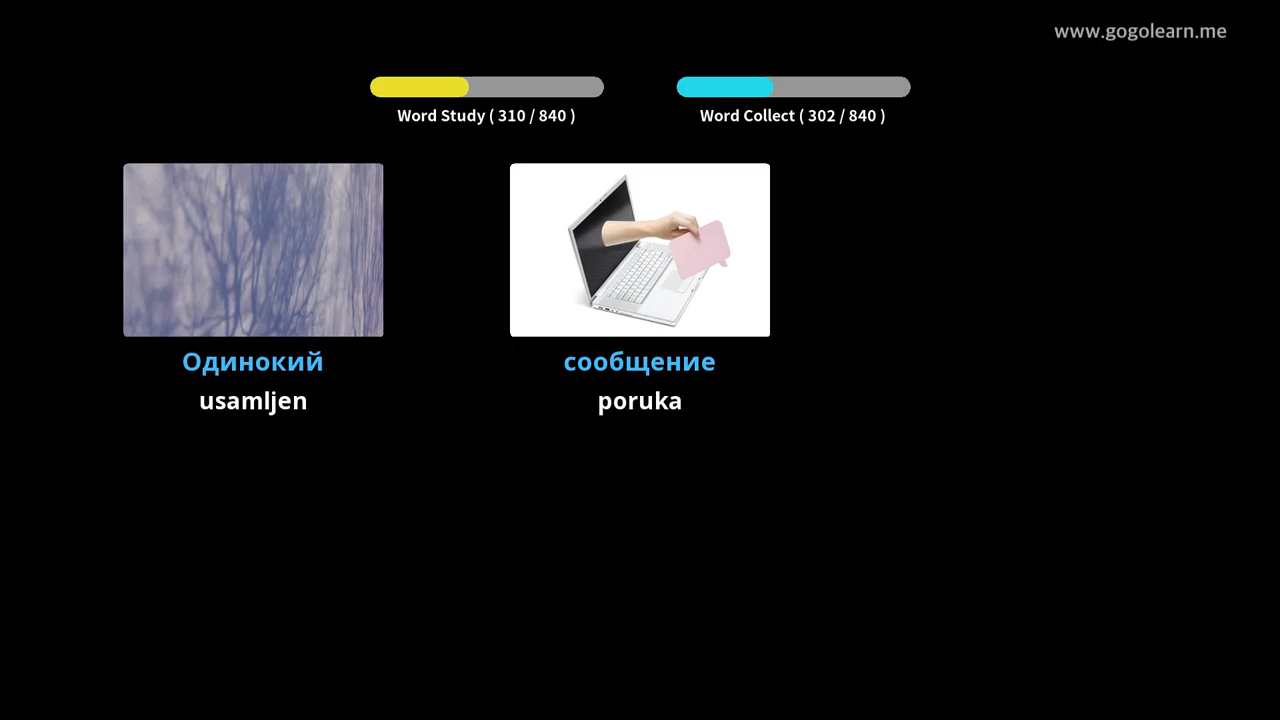 www.gogolearn.me
Word Study ( 310 / 840 )
Word Collect ( 302 / 840 )
Одинокий
usamljen
сообщение
poruka